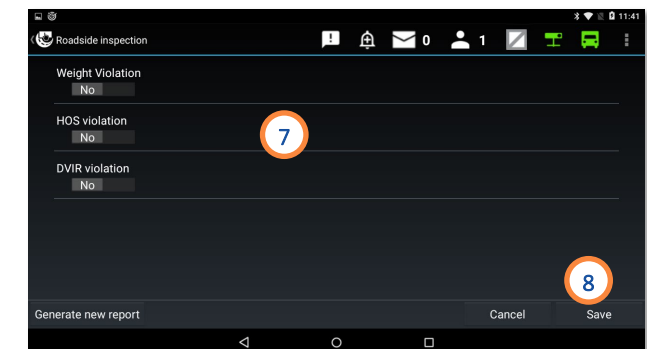 11:41
Roadside inspection
0
1
Weight Violation
No
HOS violation
No
7
DVIR violation
No
8
Generate new report
Cancel
Save